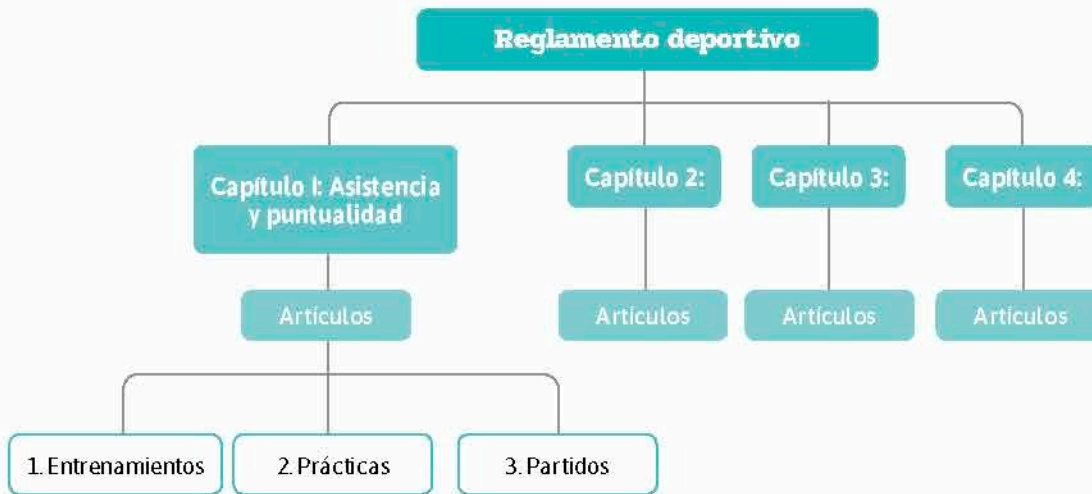 Reglamento deportivo
Capítulo 1: Asistencia
y puntualidad
Capítulo 2:
Capítulo 3:
Capítulo 4:
Artículos
Artículos
Artículos
Artículos
1. Entrenamientos
2. Prácticas
3. Partidos